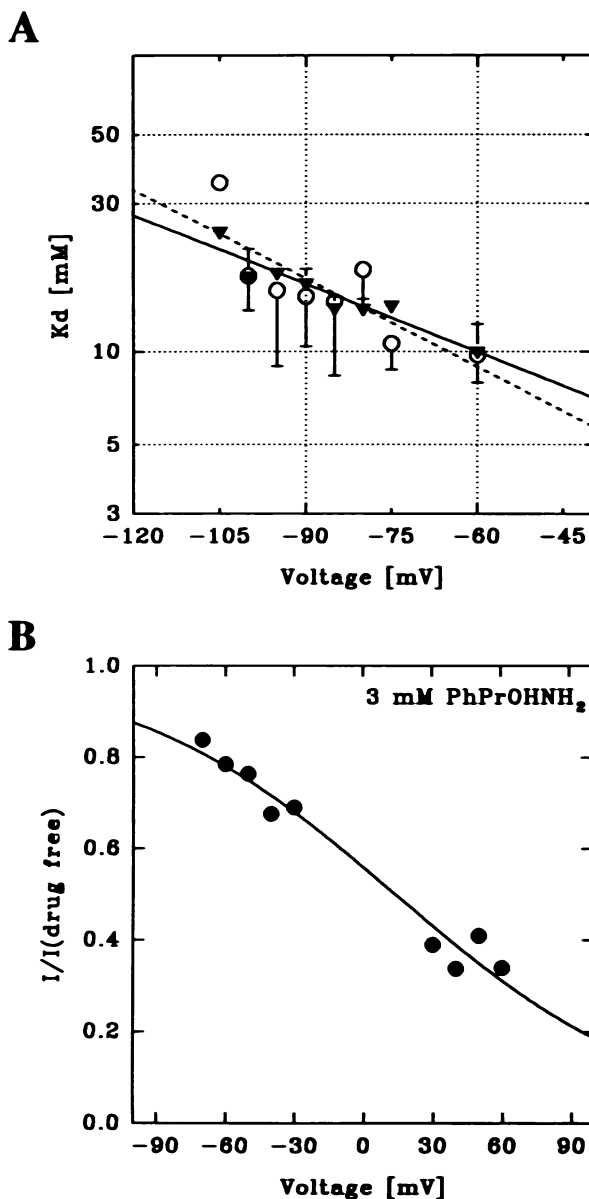 A
Kd [mM]
50
30
10
5
3
-120 -105 -90 -75 -60 -45
Voltage [mV]
B
3 mM PhPrOHNH₂
I/I(drug free)
1.0
0.8
0.6
0.4
0.2
0.0
-90 -60 -30 0 30 60 90
Voltage [mV]